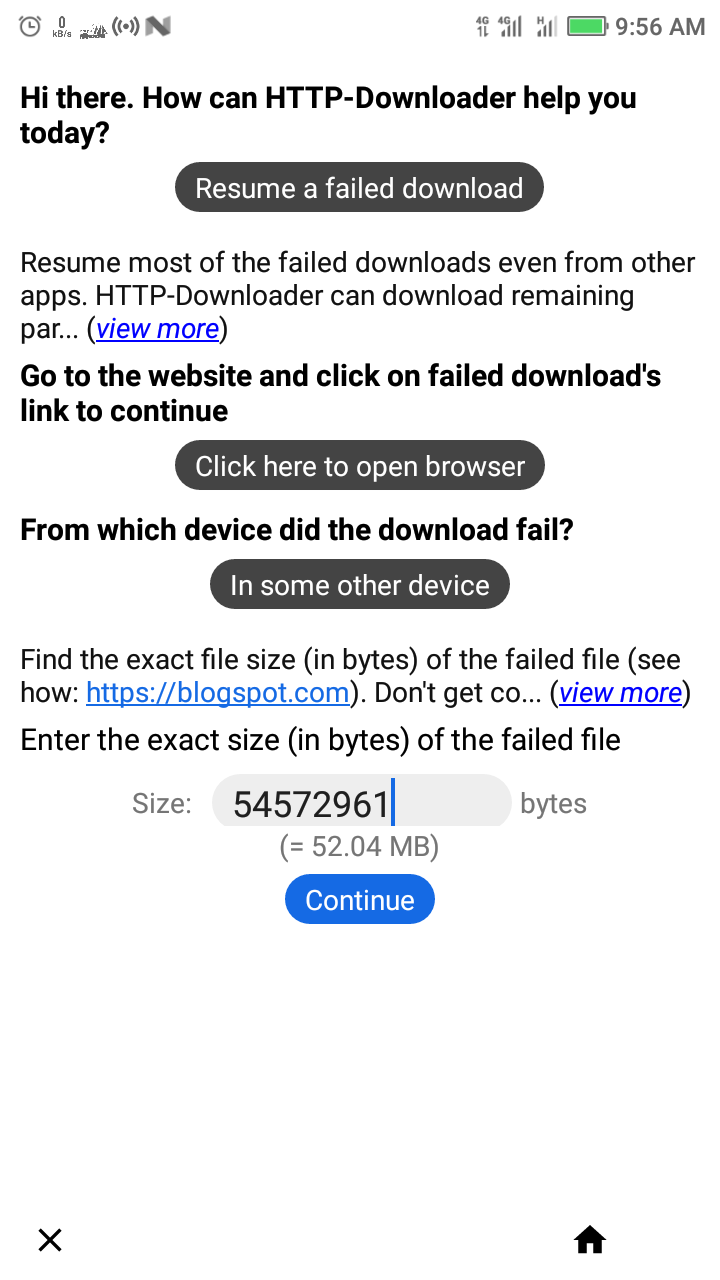 0
kB/s
4G 4G H 9:56 AM
Hi there. How can HTTP-Downloader help you
today?
Resume a failed download
Resume most of the failed downloads even from other
apps. HTTP-Downloader can download remaining
par... (view more)
Go to the website and click on failed download's
link to continue
Click here to open browser
From which device did the download fail?
In some other device
Find the exact file size (in bytes) of the failed file (see
how: https://blogspot.com). Don't get co... (view more)
Enter the exact size (in bytes) of the failed file
Size: 54572961 bytes
(= 52.04 MB)
Continue